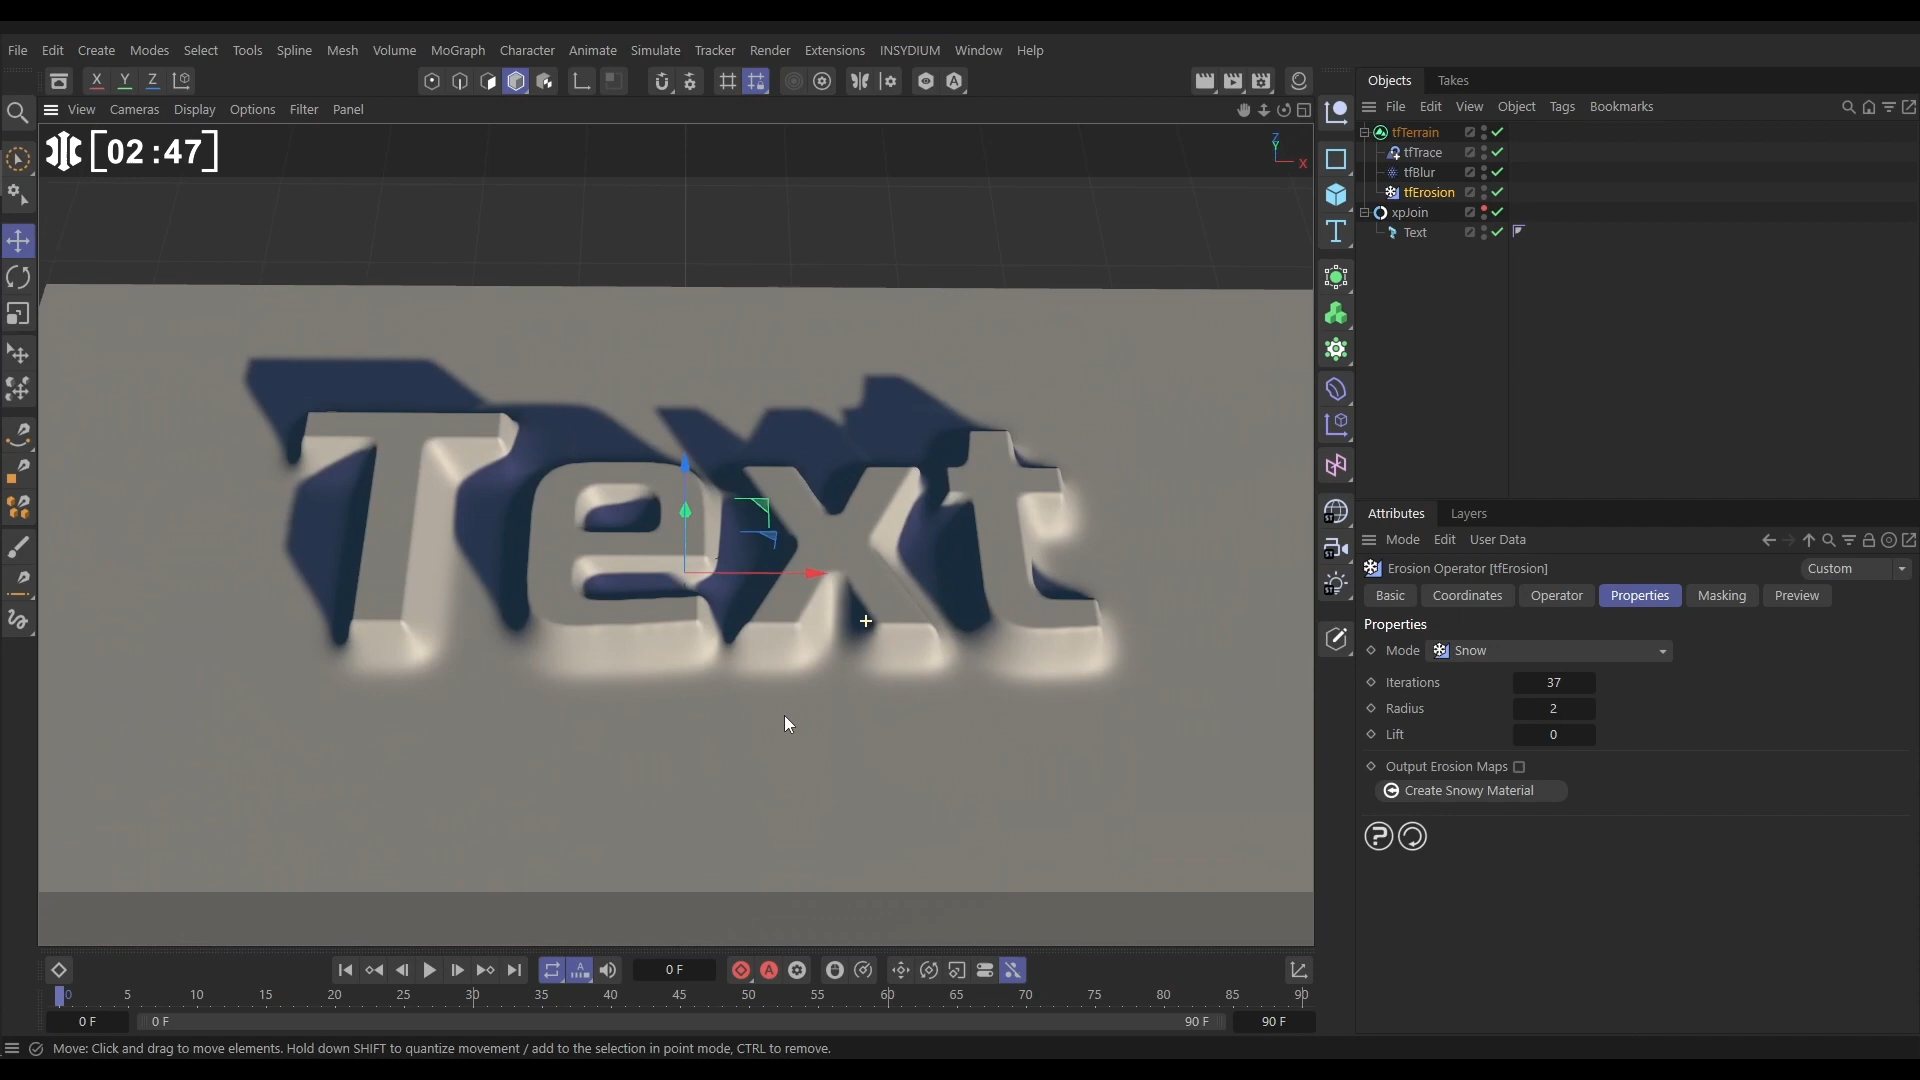 File Edit Create Modes Select Tools Spline Mesh Volume MoGraph Character Animate Simulate Tracker Render Extensions INSYDIUM Window Help
X Y Z
Objects Takes
View Cameras Display Options Filter Panel
File Edit View Object Tags Bookmarks
[02:47]
Z
Y
X
tfTerrain
tfTrace
tfBlur
tfErosion
xpJoin
Text
Text
Attributes Layers
Mode Edit User Data
Erosion Operator [tfErosion]
Custom
Basic Coordinates Operator Properties Masking Preview
Properties
Mode Snow
Iterations 37
Radius 2
Lift 0
Output Erosion Maps
Create Snowy Material
0 F
0 5 10 15 20 25 30 35 40 45 50 55 60 65 70 75 80 85 90
0 F 0 F 90 F 90 F
Move: Click and drag to move elements. Hold down SHIFT to quantize movement / add to the selection in point mode, CTRL to remove.